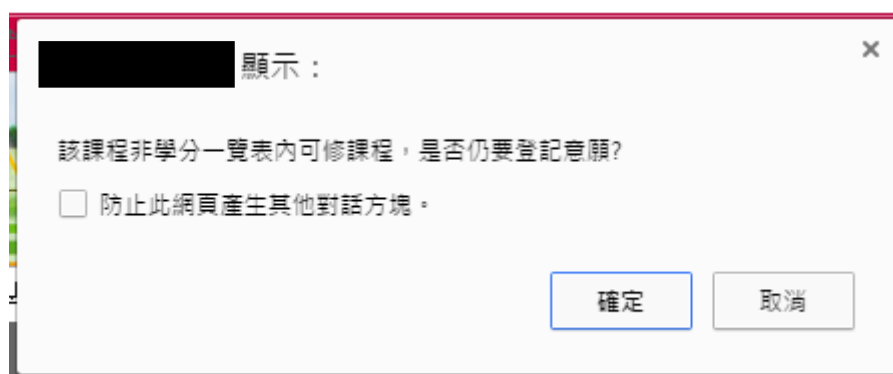 顯示：
該課程非學分一覽表內可修課程，是否仍要登記意願?
防止此網頁產生其他對話方塊。
確定
取消